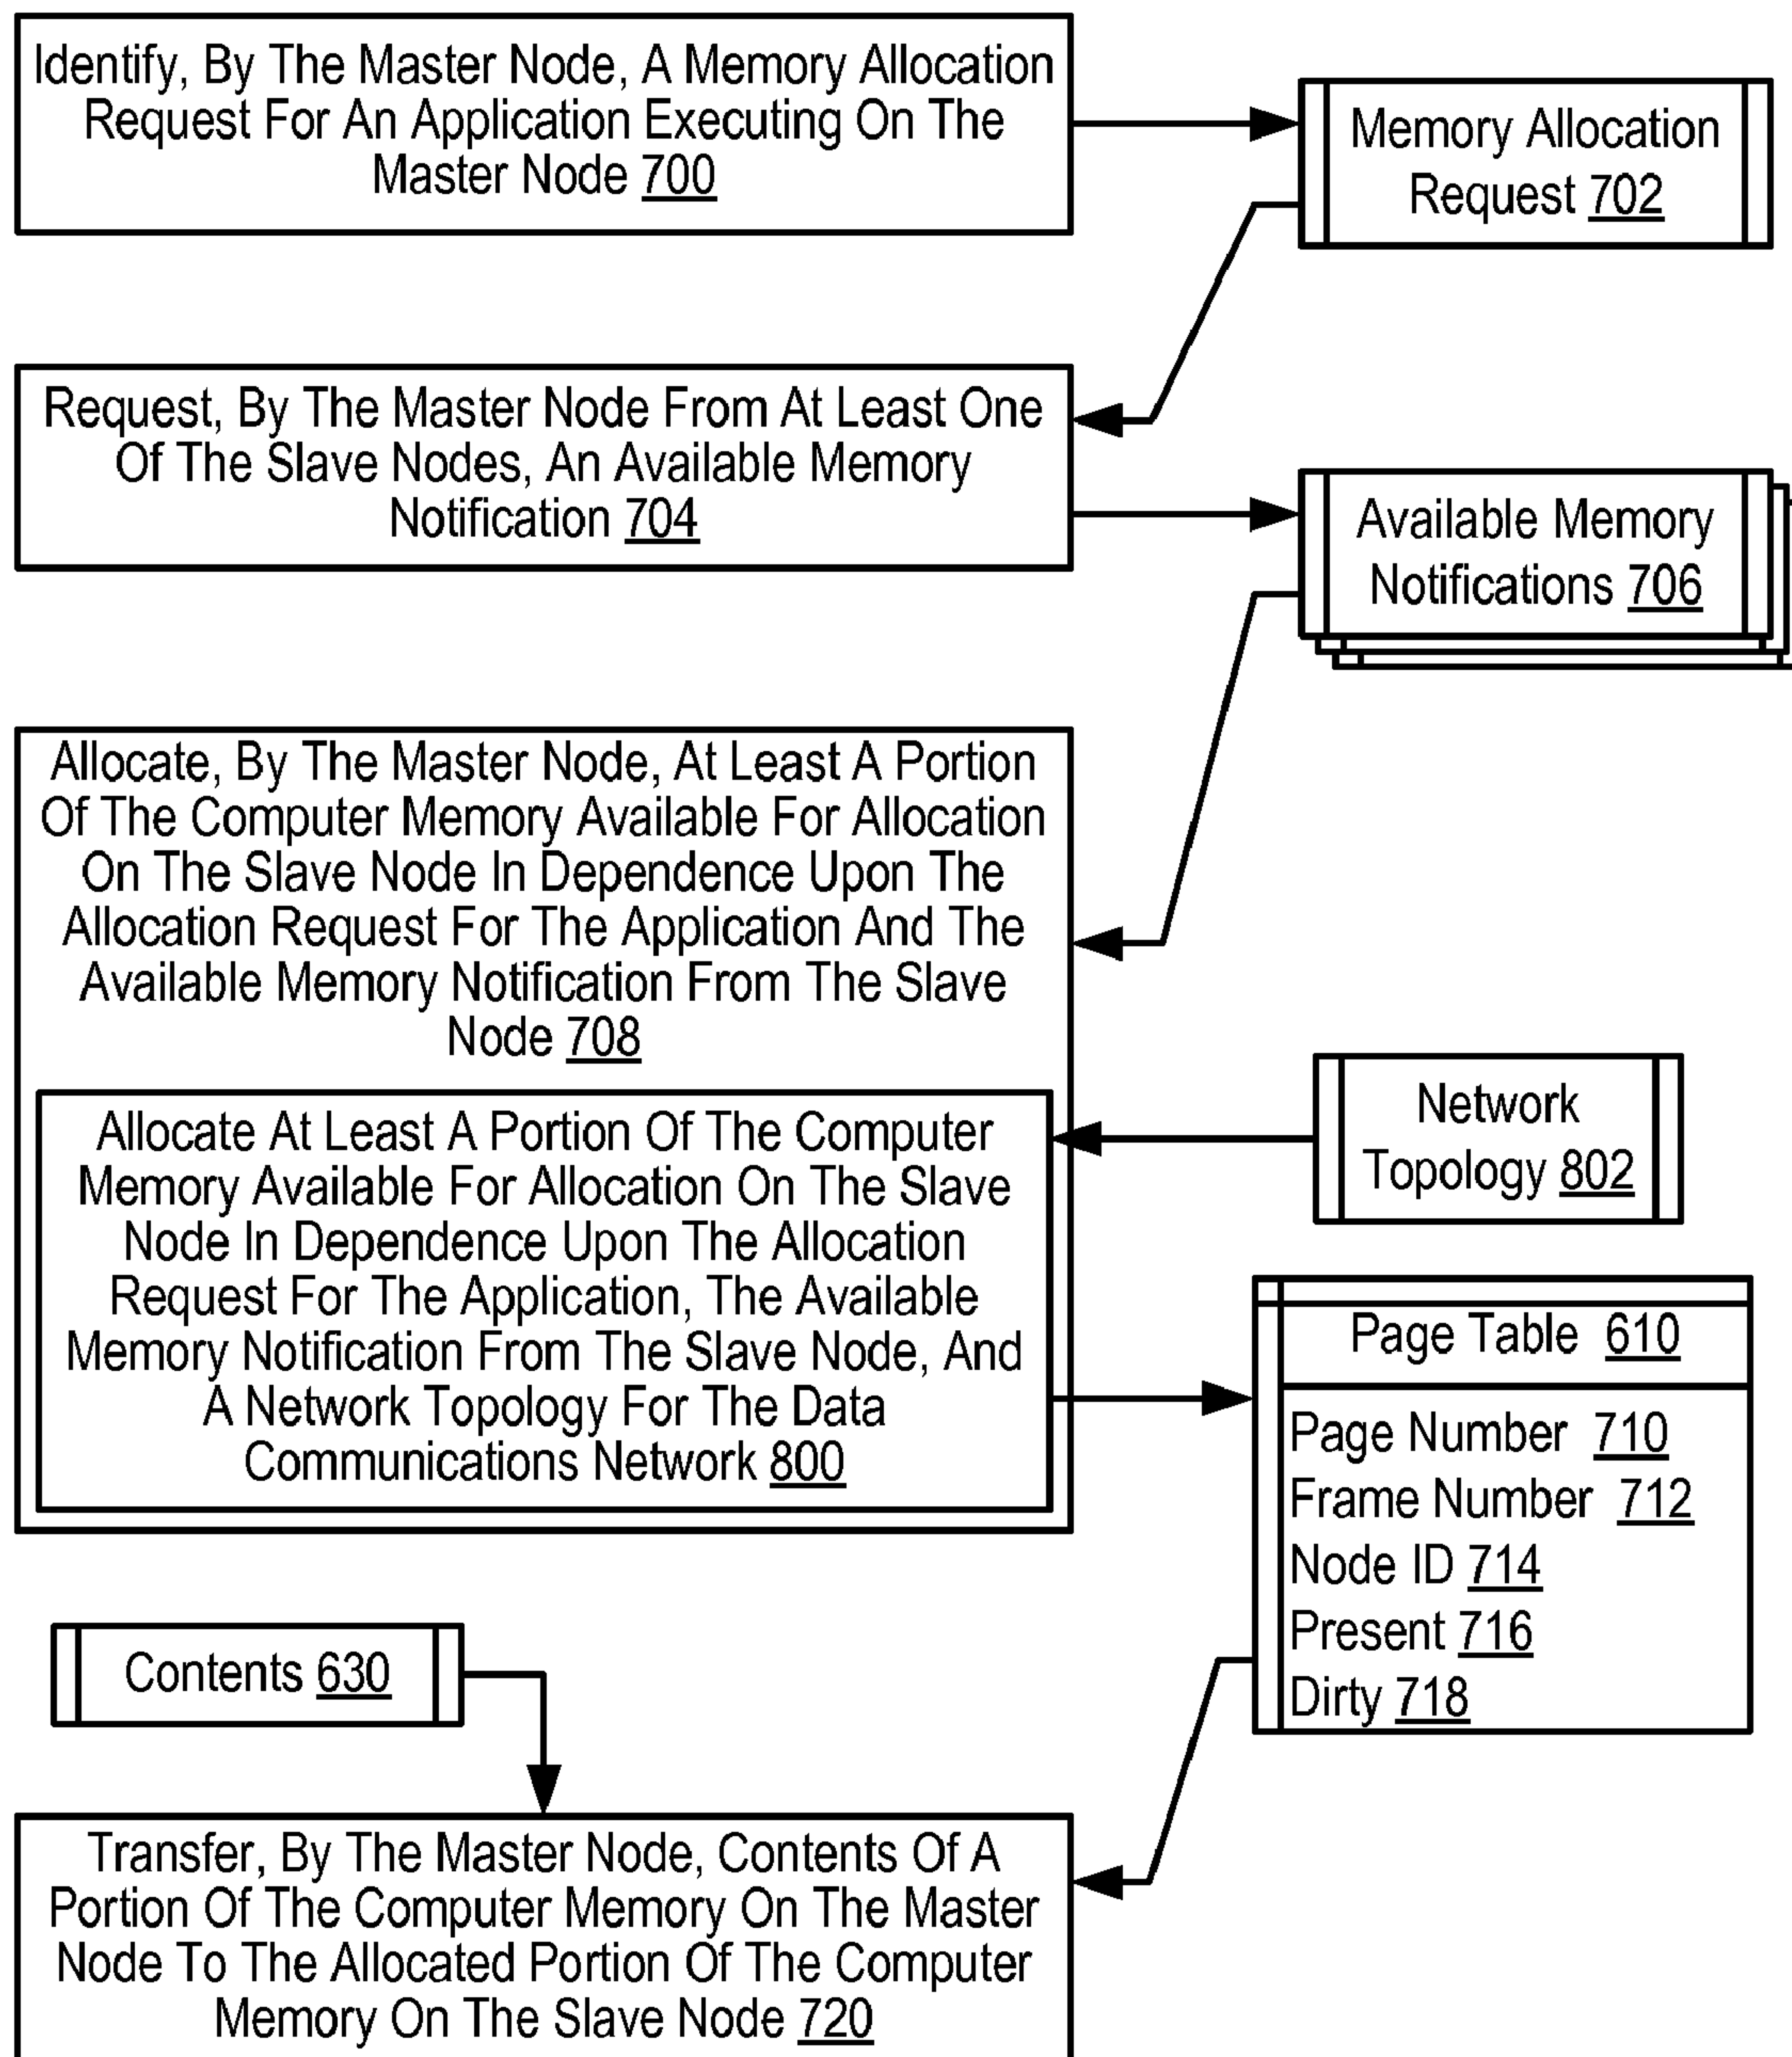 Identify, By The Master Node, A Memory Allocation
Request For An Application Executing On The
Master Node 700
Memory Allocation
Request 702
Request, By The Master Node From At Least One
Of The Slave Nodes, An Available Memory
Notification 704
Available Memory
Notifications 706
Allocate, By The Master Node, At Least A Portion
Of The Computer Memory Available For Allocation
On The Slave Node In Dependence Upon The
Allocation Request For The Application And The
Available Memory Notification From The Slave
Node 708
Allocate At Least A Portion Of The Computer
Memory Available For Allocation On The Slave
Node In Dependence Upon The Allocation
Request For The Application, The Available
Memory Notification From The Slave Node, And
A Network Topology For The Data
Communications Network 800
Network
Topology 802
Page Table 610
Page Number 710
Frame Number 712
Node ID 714
Present 716
Dirty 718
Contents 630
Transfer, By The Master Node, Contents Of A
Portion Of The Computer Memory On The Master
Node To The Allocated Portion Of The Computer
Memory On The Slave Node 720